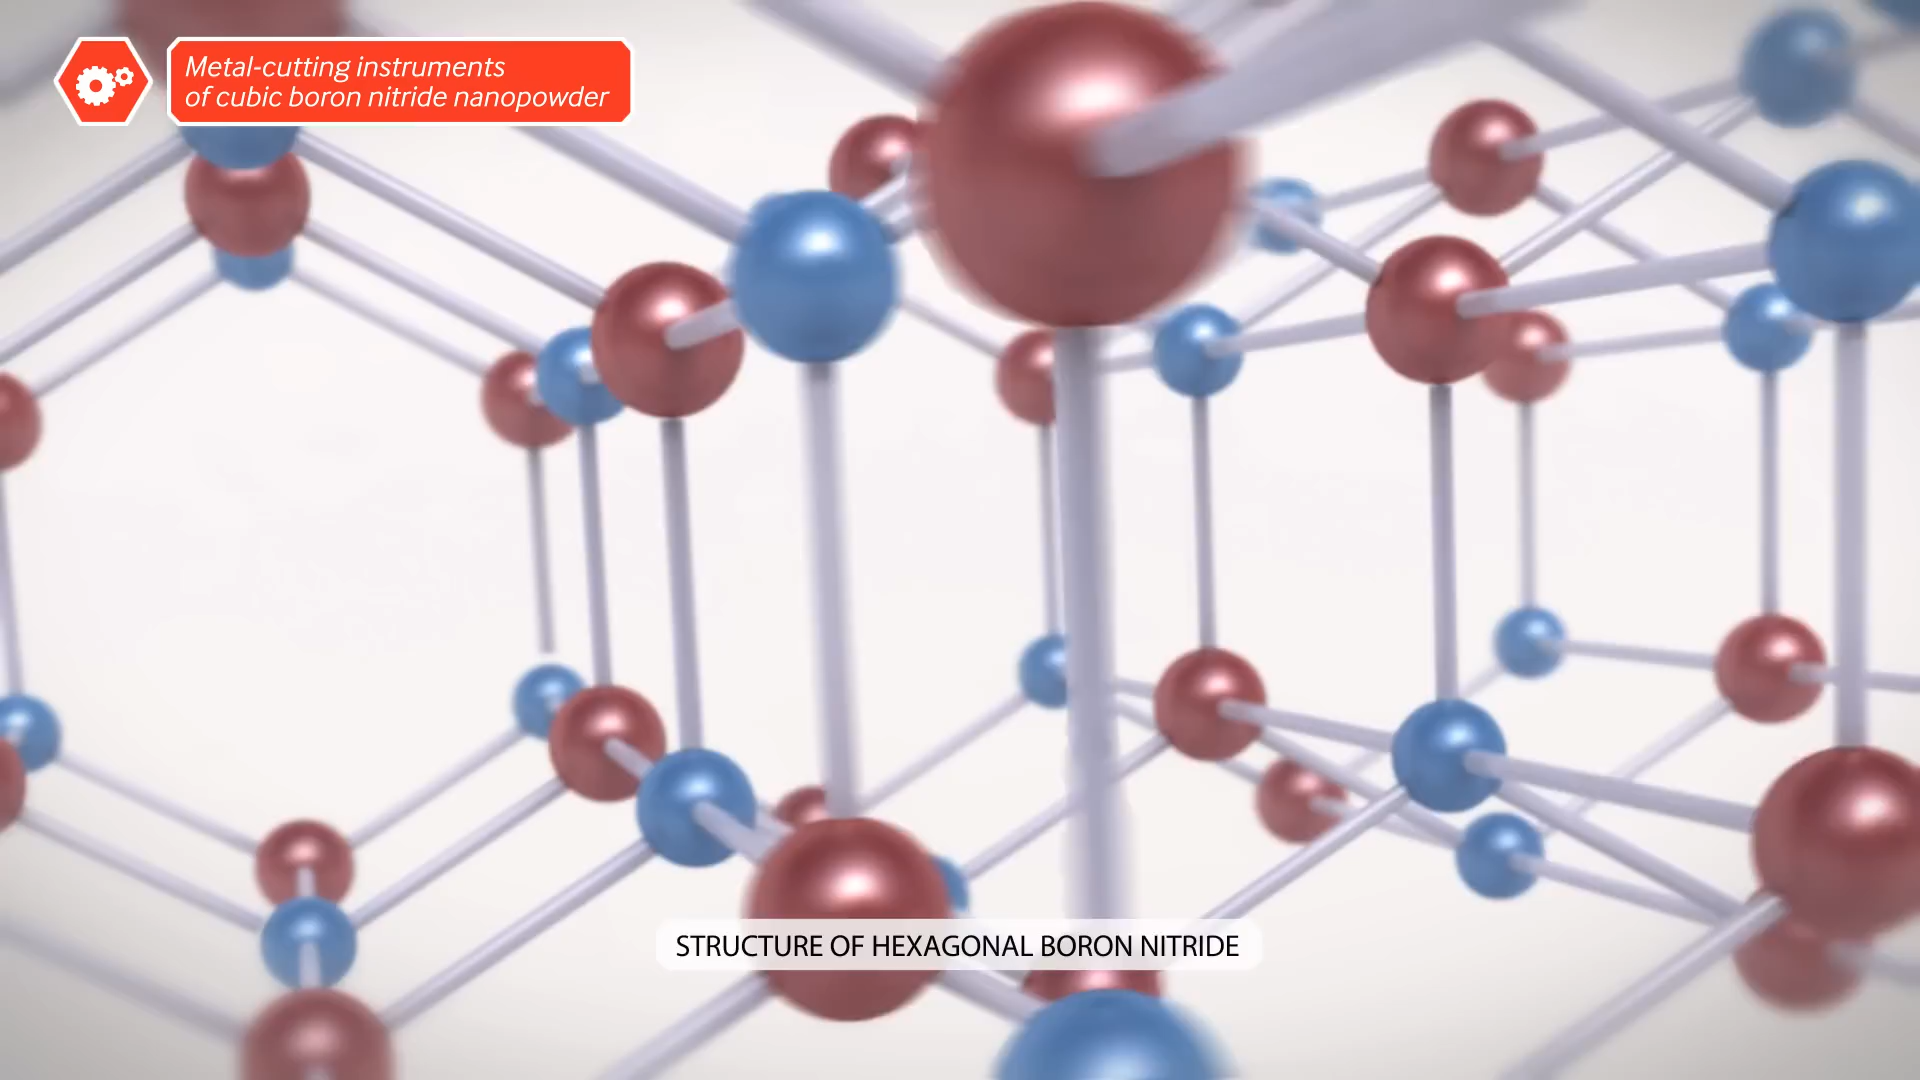 Metal-cutting instruments
of cubic boron nitride nanopowder
STRUCTURE OF HEXAGONAL BORON NITRIDE